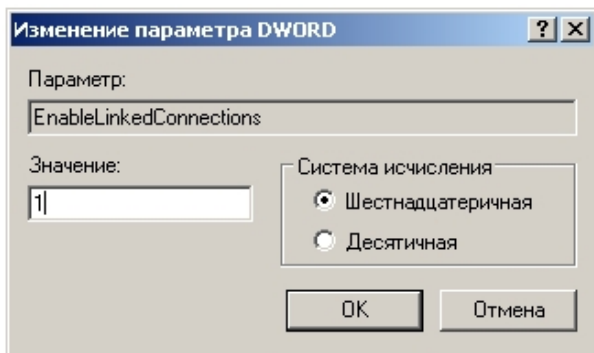 Изменение параметра DWORD
Параметр:
EnableLinkedConnections
Значение:
1
Система исчисления
Шестнадцатеричная
Десятичная
OK
Отмена